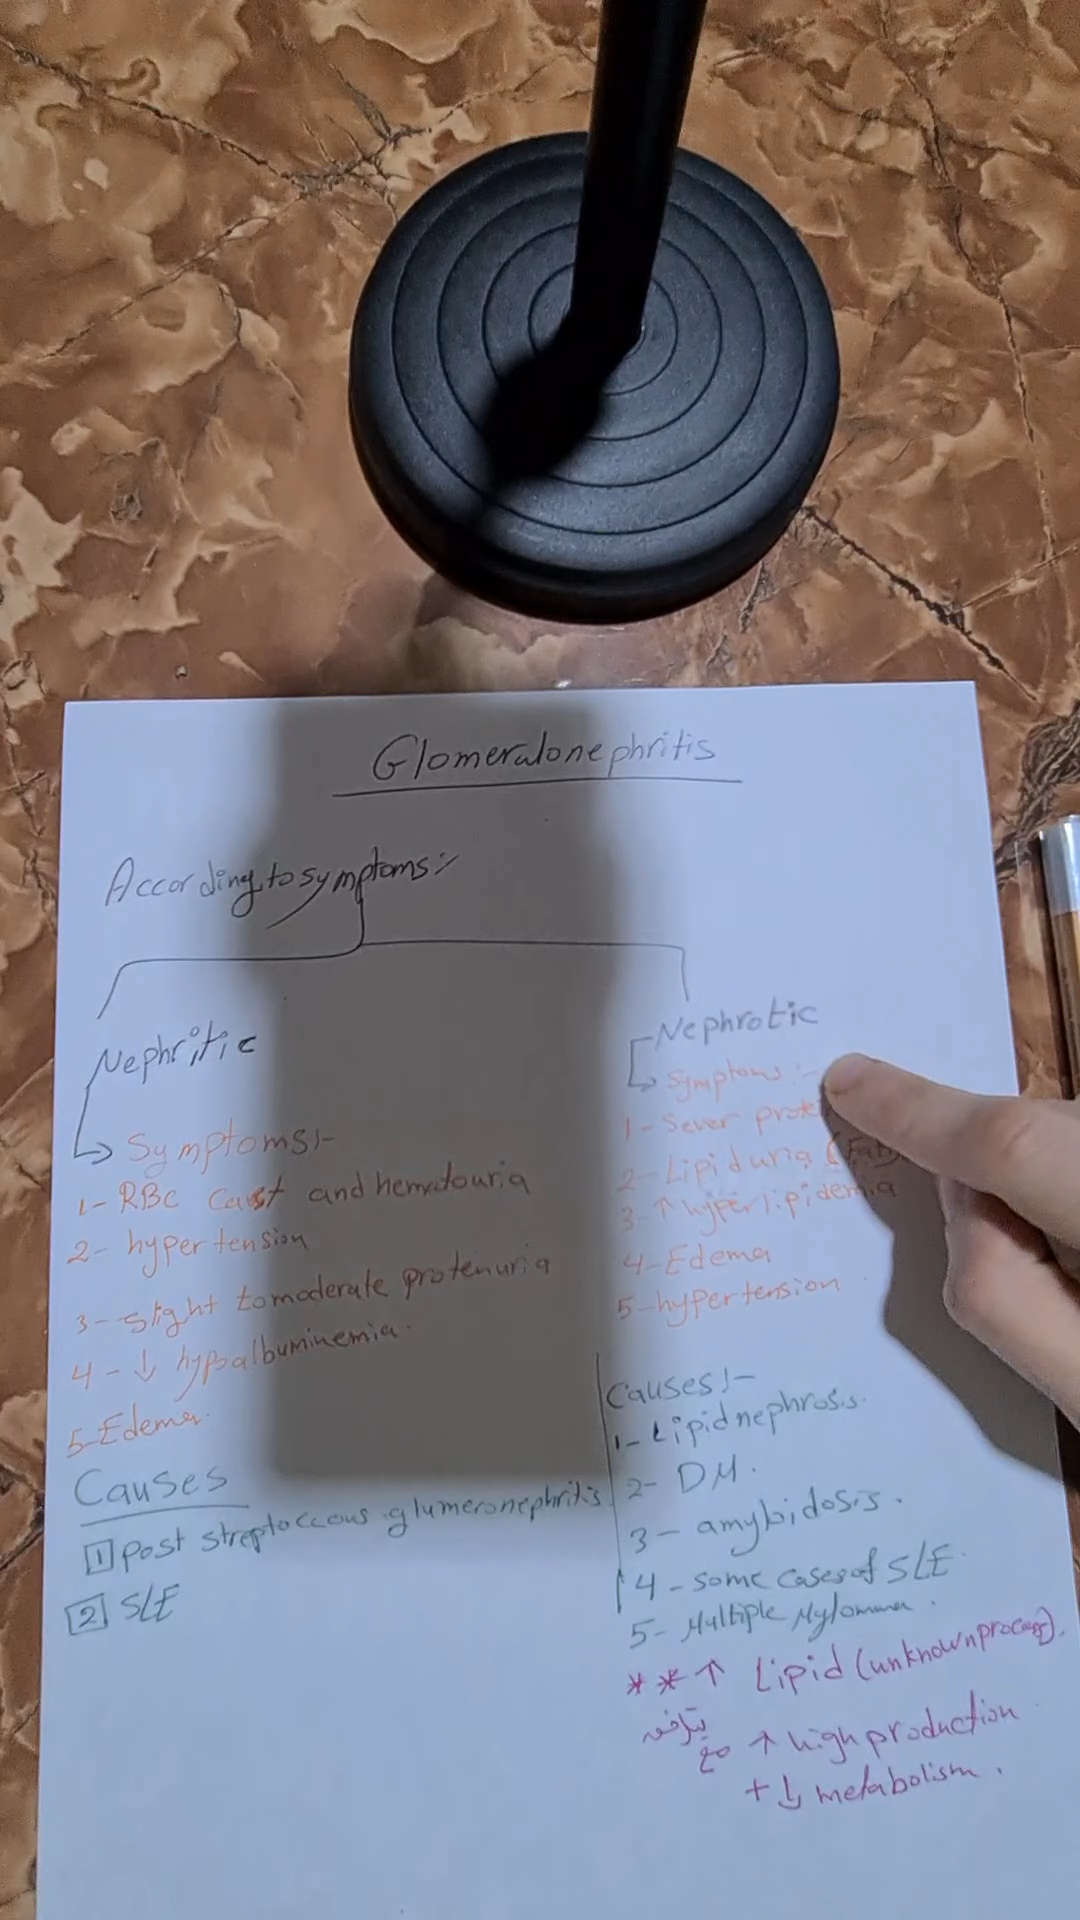 Glomeralonephritis
According to symptoms:-
Nephritic
Symptoms:-
1- RBc Cast and hematouria
2- hypertension
3- slight to moderate protenuria
4- ↓ hypoalbuminemia.
5- Edema.
Causes
1 post streptoccous glumeronephritis
2 SLE
Nephrotic
Symptoms :-
1- Sever
2- Lipiduria (Fat)
3- ↑ hyperlipidemia
4- Edema
5- hypertension
Causes:-
1- Lipid nephrosis.
2- DM.
3- amyloidosis.
4- some cases of SLE.
5- Multiple Mylomma.
** ↑ Lipid (unknown process).
مع ↑ high production
+ ↓ metabolism.